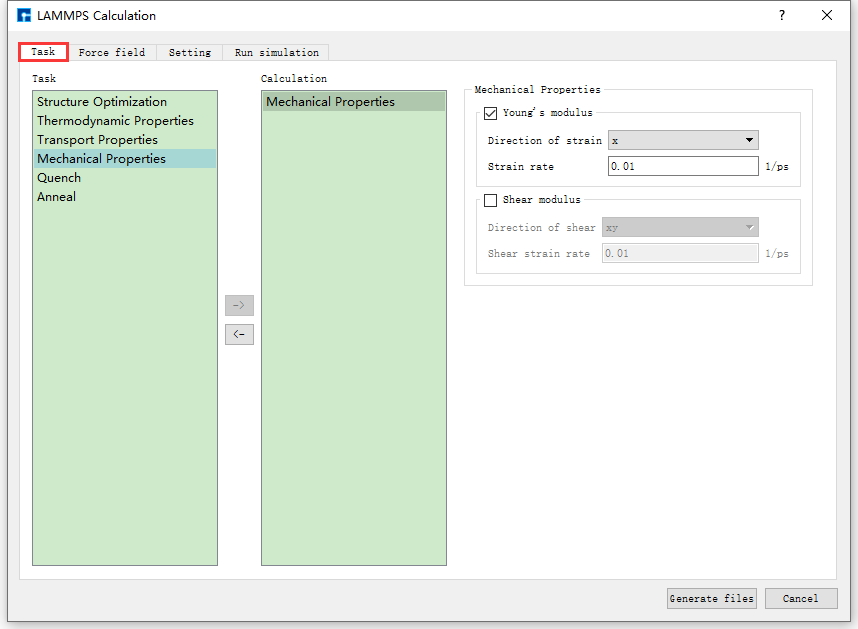 LAMMPS Calculation
?
Task Force field Setting Run simulation
Task
Structure Optimization
Thermodynamic Properties
Transport Properties
Mechanical Properties
Quench
Anneal
->
<-
Calculation
Mechanical Properties
Mechanical Properties
Young's modulus
Direction of strain x
Strain rate 0.01 1/ps
Shear modulus
Direction of shear xy
Shear strain rate 0.01 1/ps
Generate files Cancel